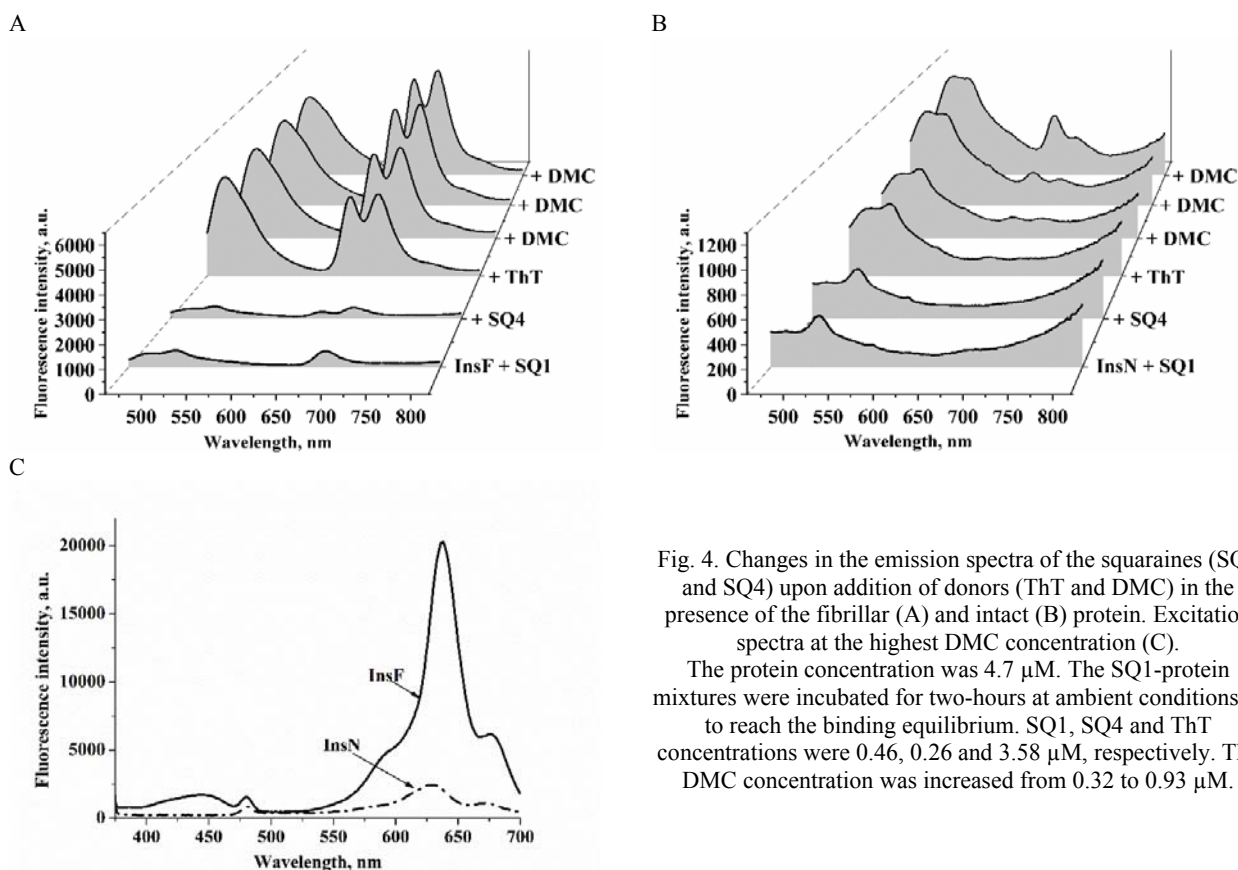 A
6000
5000
4000
3000
2000
1000
0
Fluorescence intensity, a.u.
500 550 600 650 700 750 800
Wavelength, nm
+ DMC
+ DMC
+ DMC
+ ThT
+ SQ4
InsF + SQ1
B
1200
1000
800
600
400
200
0
Fluorescence intensity, a.u.
500 550 600 650 700 750 800
Wavelength, nm
+ DMC
+ DMC
+ DMC
+ ThT
+ SQ4
InsN + SQ1
C
20000
15000
10000
5000
0
Fluorescence intensity, a.u.
InsF
InsN
400 450 500 550 600 650 700
Wavelength, nm
Fig. 4. Changes in the emission spectra of the squaraines (SQ
and SQ4) upon addition of donors (ThT and DMC) in the
presence of the fibrillar (A) and intact (B) protein. Excitatio
spectra at the highest DMC concentration (C).
The protein concentration was 4.7 µM. The SQ1-protein
mixtures were incubated for two-hours at ambient conditions
to reach the binding equilibrium. SQ1, SQ4 and ThT
concentrations were 0.46, 0.26 and 3.58 µM, respectively.
DMC concentration was increased from 0.32 to 0.93 µM.